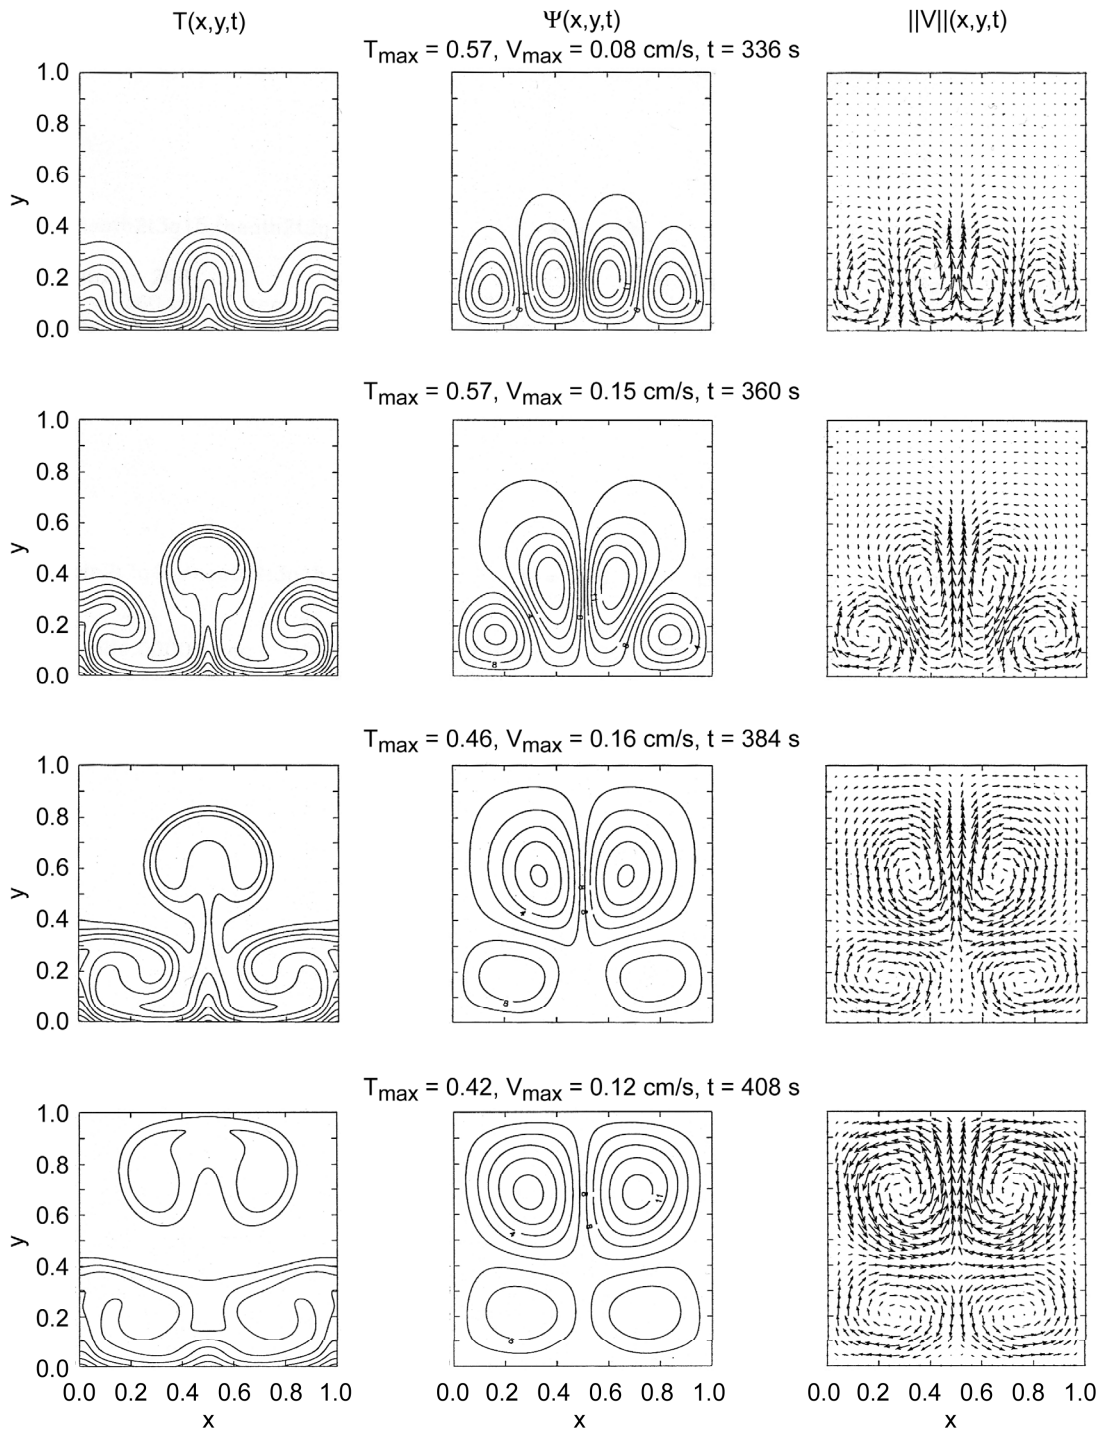 T(x,y,t) Ψ(x,y,t) ||V||(x,y,t)
Tmax = 0.57, Vmax = 0.08 cm/s, t = 336 s
1.0
0.8
0.6
y
0.4
0.2
0.0
Tmax = 0.57, Vmax = 0.15 cm/s, t = 360 s
1.0
0.8
0.6
y
0.4
0.2
0.0
Tmax = 0.46, Vmax = 0.16 cm/s, t = 384 s
1.0
0.8
0.6
y
0.4
0.2
0.0
Tmax = 0.42, Vmax = 0.12 cm/s, t = 408 s
1.0
0.8
0.6
y
0.4
0.2
0.0
0.0 0.2 0.4 0.6 0.8 1.0 0.0 0.2 0.4 0.6 0.8 1.0 0.0 0.2 0.4 0.6 0.8 1.0
x x x